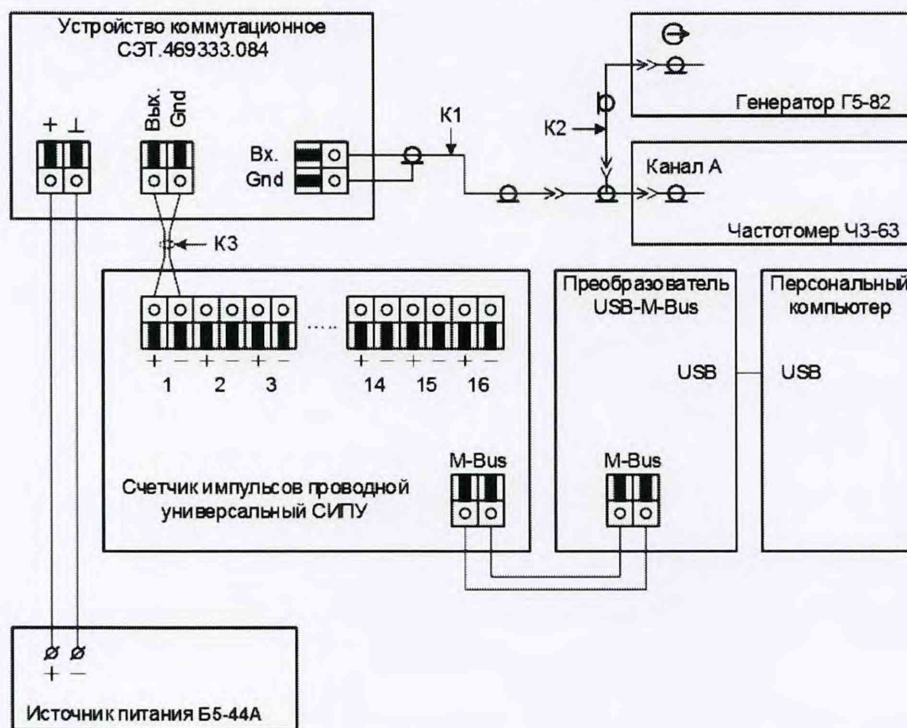 Устройство коммутационное
СЭТ.469333.084
+ ⊥
Вых.
Gnd
Вх.
Gnd
К1
К2
Генератор Г5-82
Канал А
Частотомер Ч3-63
К3
+ − + − + −
1 2 3
.....
+ − + − + −
14 15 16
Счетчик импульсов проводной
универсальный СИПУ
M-Bus
Преобразователь
USB-M-Bus
USB
M-Bus
Персональный
компьютер
USB
+ −
Источник питания Б5-44А